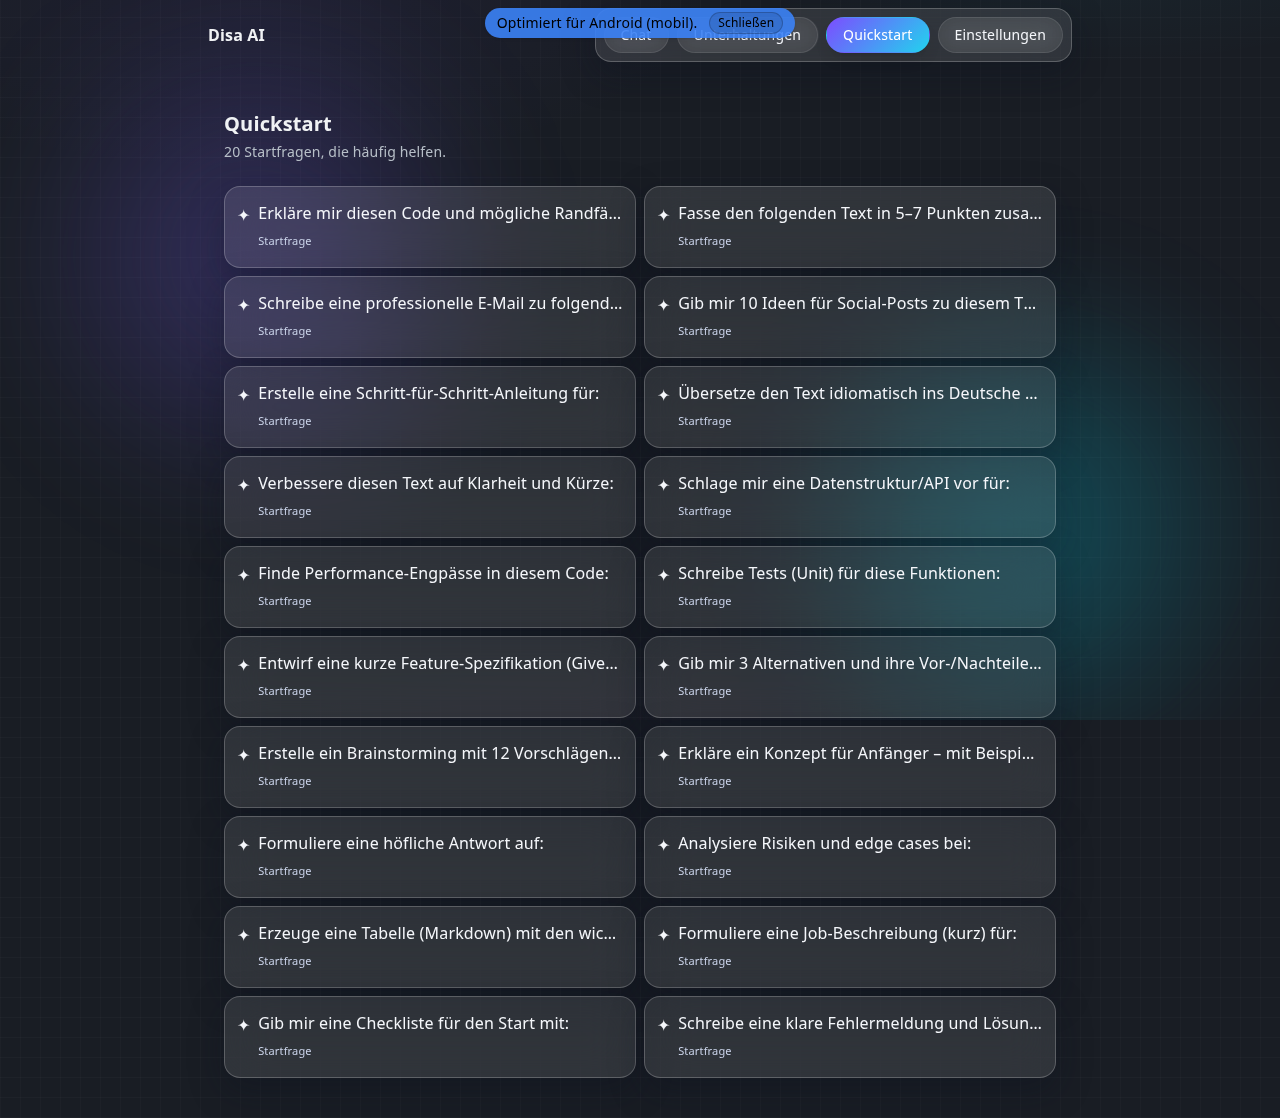 Disa AI
Optimiert für Android (mobil). Schließen
Chat
Unterhaltungen
Quickstart
Einstellungen
Quickstart
20 Startfragen, die häufig helfen.
✦ Erkläre mir diesen Code und mögliche Randfä...
Startfrage
✦ Fasse den folgenden Text in 5–7 Punkten zusa...
Startfrage
✦ Schreibe eine professionelle E-Mail zu folgend...
Startfrage
✦ Gib mir 10 Ideen für Social-Posts zu diesem T...
Startfrage
✦ Erstelle eine Schritt-für-Schritt-Anleitung für:
Startfrage
✦ Übersetze den Text idiomatisch ins Deutsche ...
Startfrage
✦ Verbessere diesen Text auf Klarheit und Kürze:
Startfrage
✦ Schlage mir eine Datenstruktur/API vor für:
Startfrage
✦ Finde Performance-Engpässe in diesem Code:
Startfrage
✦ Schreibe Tests (Unit) für diese Funktionen:
Startfrage
✦ Entwirf eine kurze Feature-Spezifikation (Give...
Startfrage
✦ Gib mir 3 Alternativen und ihre Vor-/Nachteile...
Startfrage
✦ Erstelle ein Brainstorming mit 12 Vorschlägen...
Startfrage
✦ Erkläre ein Konzept für Anfänger – mit Beispi...
Startfrage
✦ Formuliere eine höfliche Antwort auf:
Startfrage
✦ Analysiere Risiken und edge cases bei:
Startfrage
✦ Erzeuge eine Tabelle (Markdown) mit den wic...
Startfrage
✦ Formuliere eine Job-Beschreibung (kurz) für:
Startfrage
✦ Gib mir eine Checkliste für den Start mit:
Startfrage
✦ Schreibe eine klare Fehlermeldung und Lösun...
Startfrage